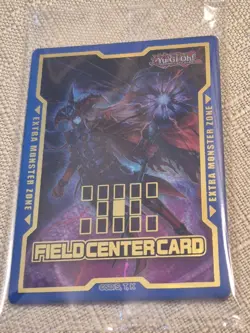 Yu-Gi-Oh!
EXTRA MONSTER ZONE
EXTRA MONSTER ZONE
FIELD CENTER CARD